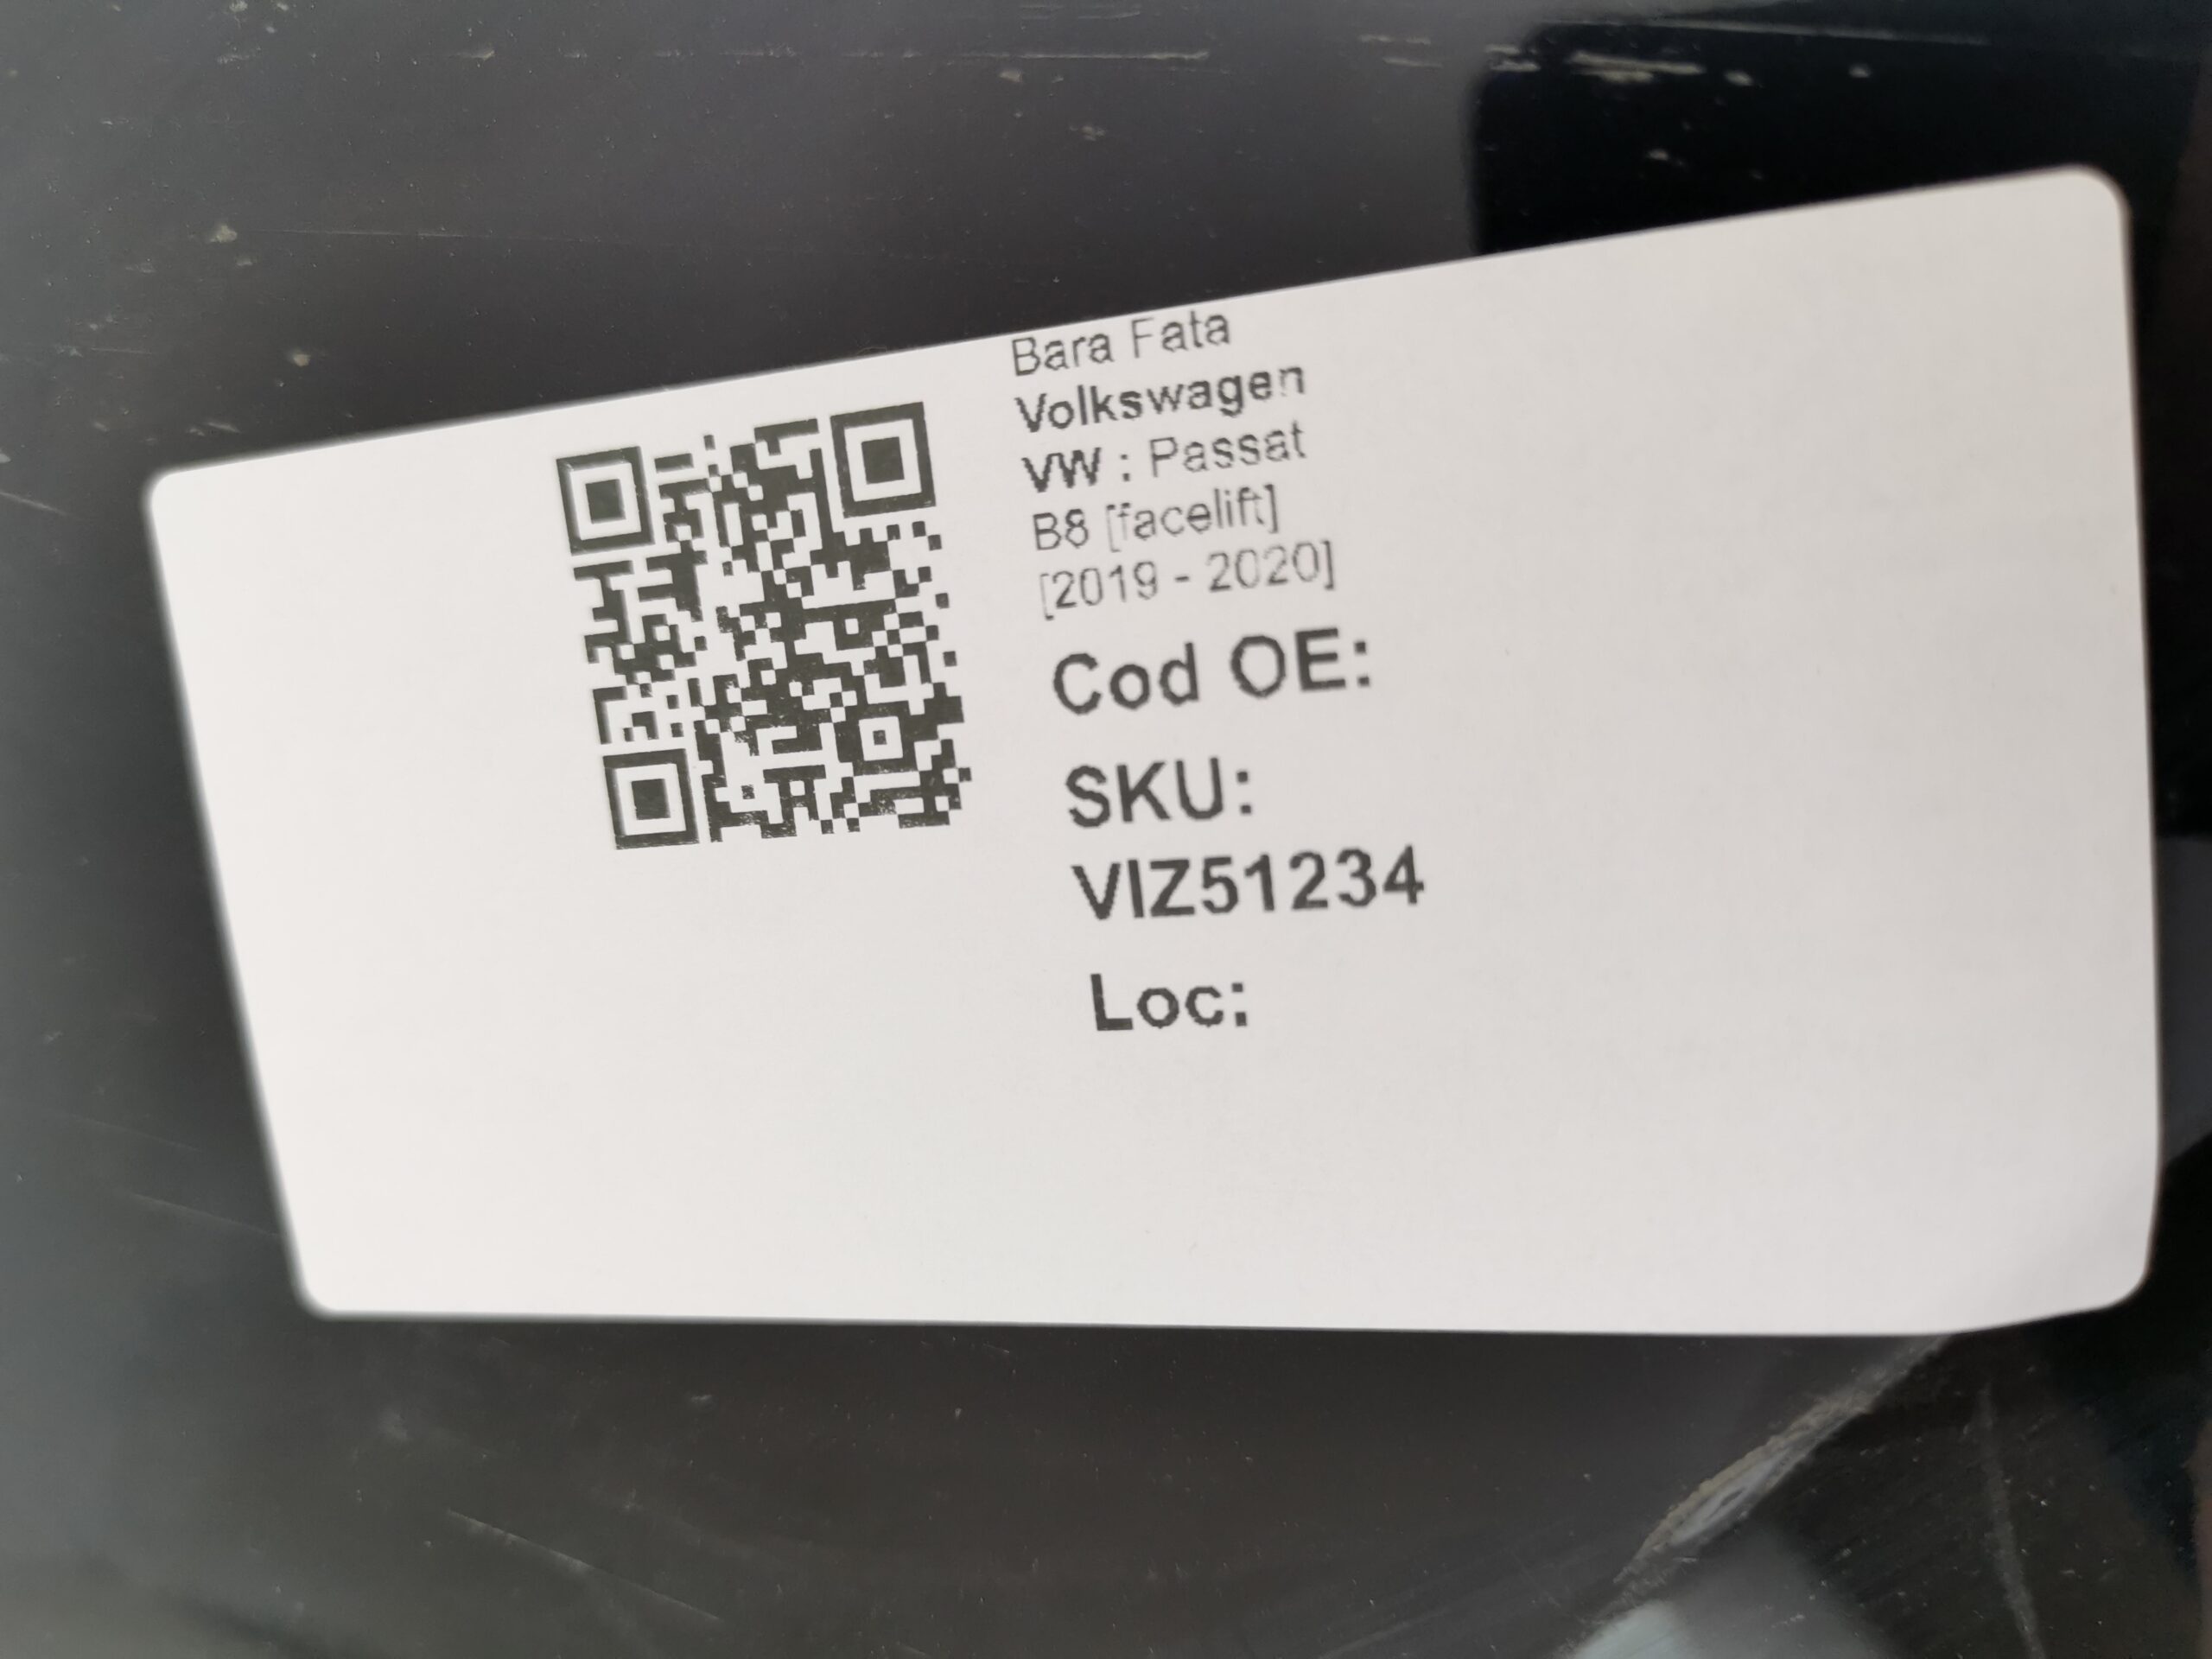 Bara Fata
Volkswagen
VW : Passat
B8 [facelift]
[2019 - 2020]
Cod OE:
SKU:
VIZ51234
Loc: